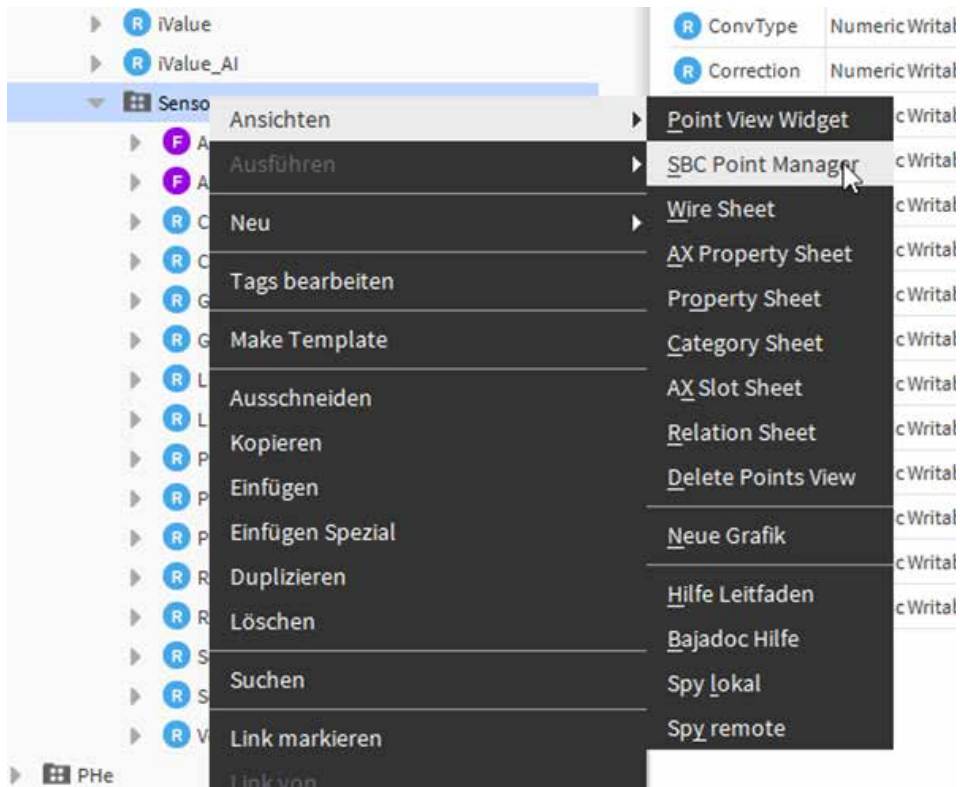 iValue
iValue_AI
Senso
PHe
Ansichten
Ausführen
Neu
Tags bearbeiten
Make Template
Ausschneiden
Kopieren
Einfügen
Einfügen Spezial
Duplizieren
Löschen
Suchen
Link markieren
Link von
Point View Widget
SBC Point Manager
Wire Sheet
AX Property Sheet
Property Sheet
Category Sheet
AX Slot Sheet
Relation Sheet
Delete Points View
Neue Grafik
Hilfe Leitfaden
Bajadoc Hilfe
Spy lokal
Spy remote
R ConvType NumericWritab
R Correction NumericWritab